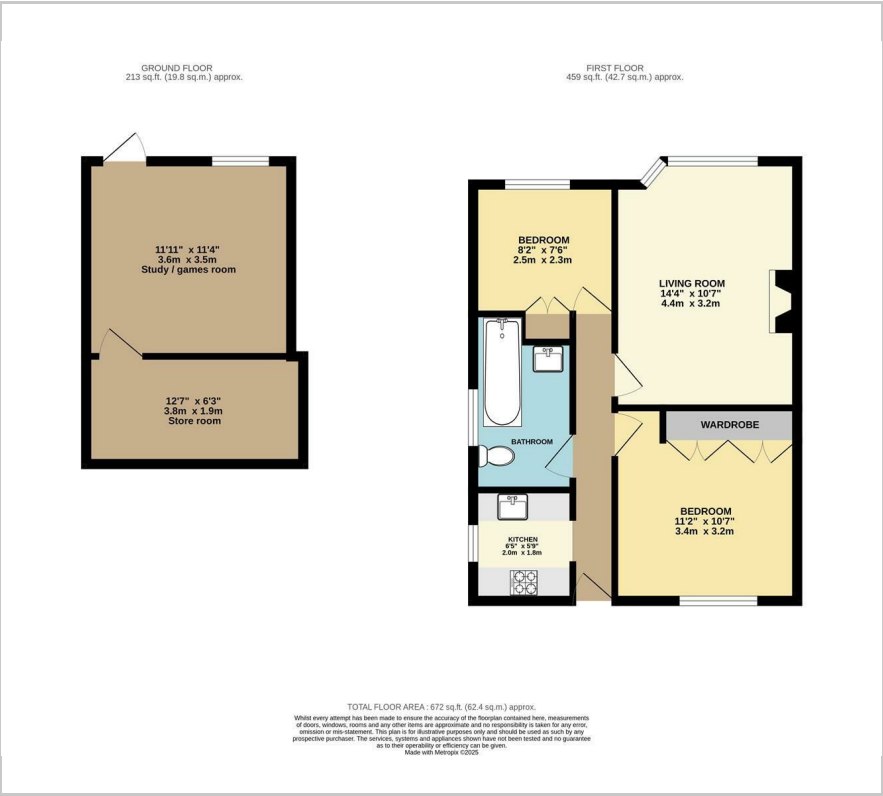 GROUND FLOOR
213 sq.ft. (19.8 sq.m.) approx.
11'11" x 11'4"
3.6m x 3.5m
Study / games room
12'7" x 6'3"
3.8m x 1.9m
Store room
FIRST FLOOR
459 sq.ft. (42.7 sq.m.) approx.
BEDROOM
8'2" x 7'6"
2.5m x 2.3m
LIVING ROOM
14'4" x 10'7"
4.4m x 3.2m
BATHROOM
WARDROBE
BEDROOM
11'2" x 10'7"
3.4m x 3.2m
KITCHEN
6'5" x 5'9"
2.0m x 1.8m
TOTAL FLOOR AREA : 672 sq.ft. (62.4 sq.m.) approx.
Whilst every attempt has been made to ensure the accuracy of the floorplan contained here, measurements
of doors, windows, rooms and any other items are approximate and no responsibility is taken for any error,
omission or mis-statement. This plan is for illustrative purposes only and should be used as such by any
prospective purchaser. The services, systems and appliances shown have not been tested and no guarantee
as to their operability or efficiency can be given.
Made with Metropix ©2025